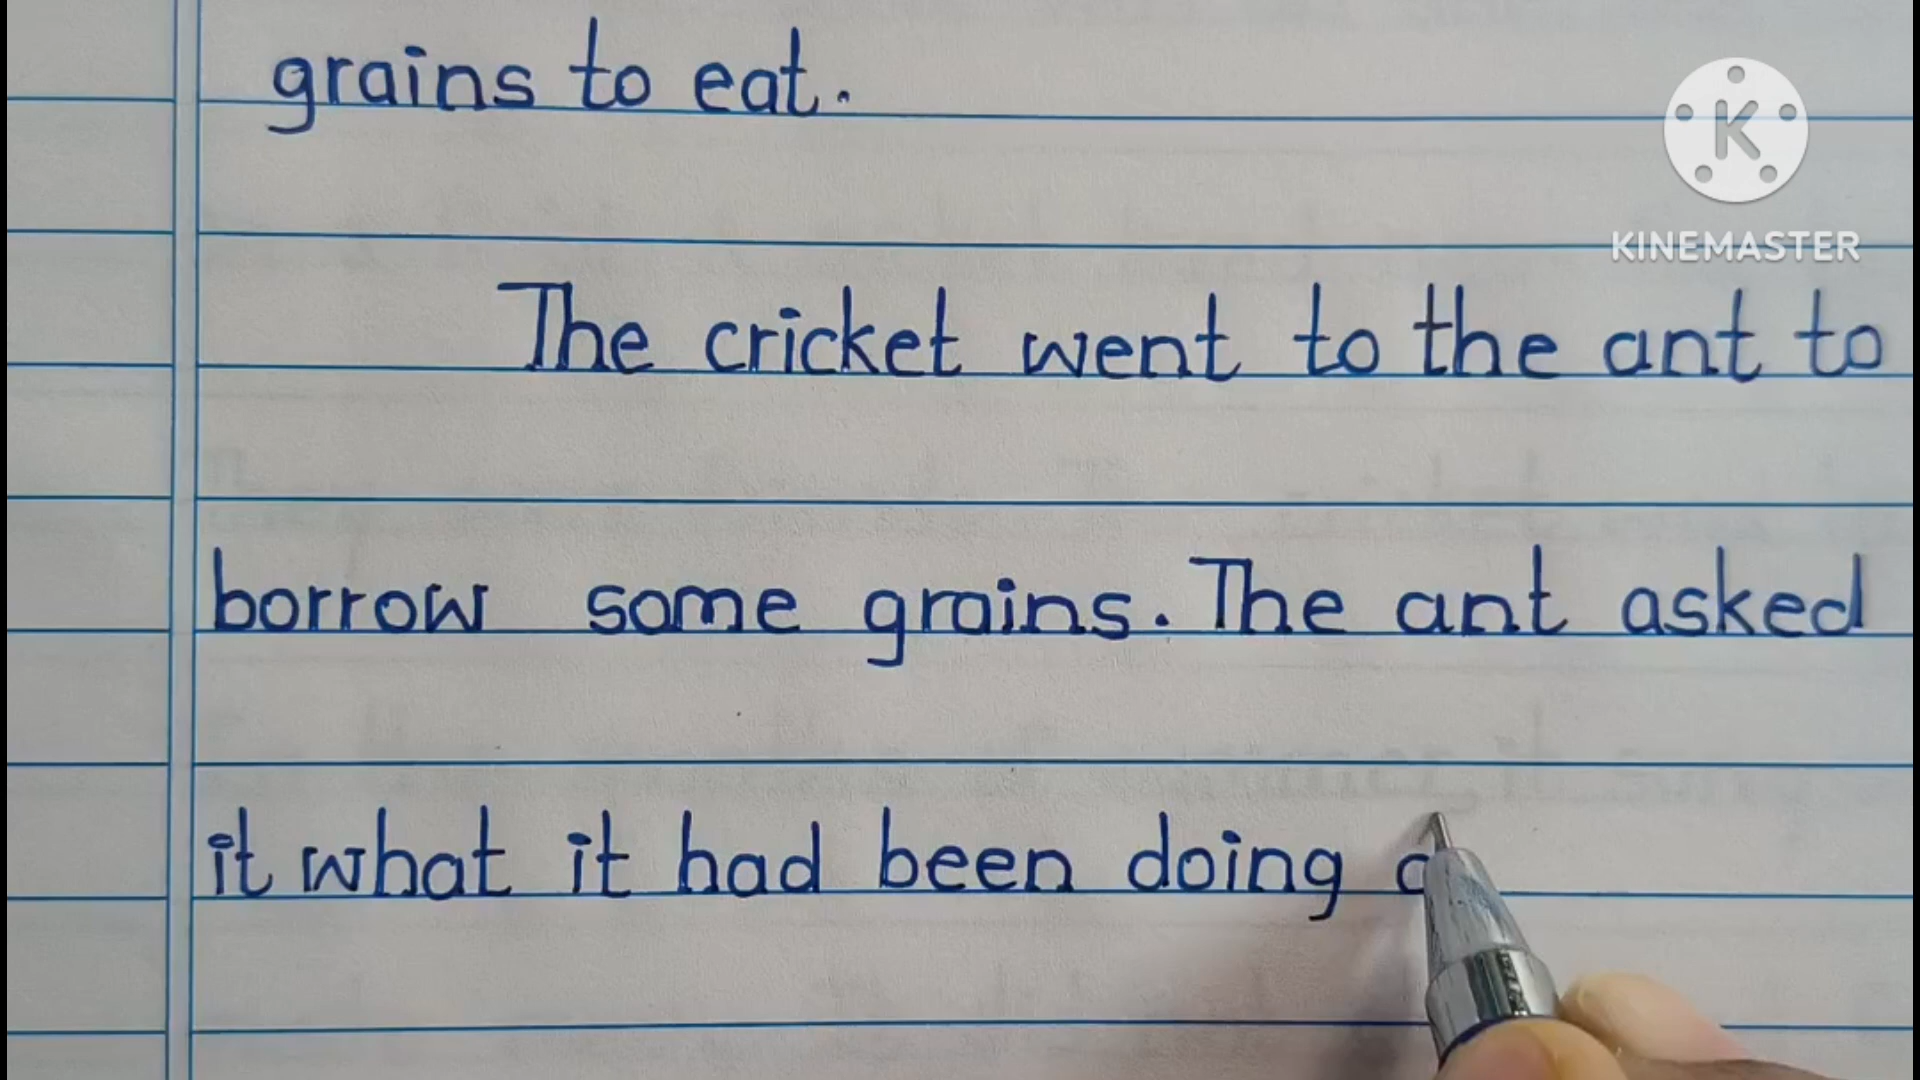 grains to eat.
K
KINEMASTER
The cricket went to the ant to
borrow some grains. The ant asked
it what it had been doing